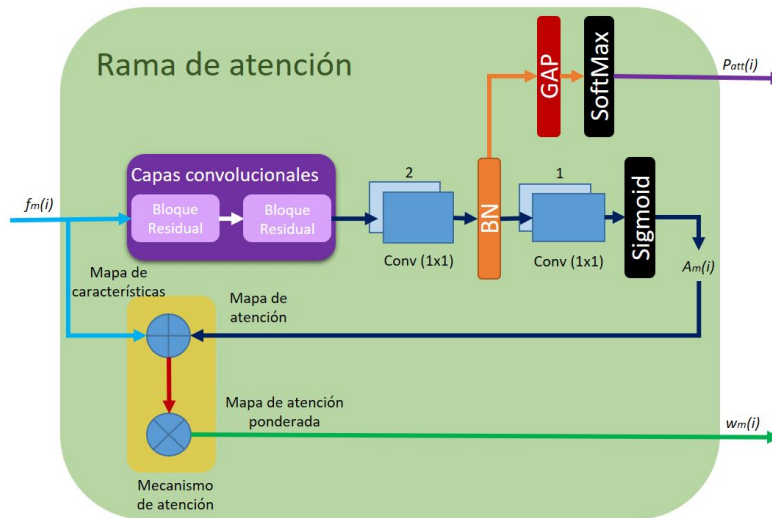 Rama de atención
GAP
SoftMax
Patt(i)
Capas convolucionales
Bloque
Residual
Bloque
Residual
2
Conv (1x1)
BN
1
Conv (1x1)
Sigmoid
fm(i)
Am(i)
Mapa de
características
Mapa de
atención
Mapa de atención
ponderada
wm(i)
Mecanismo
de atención